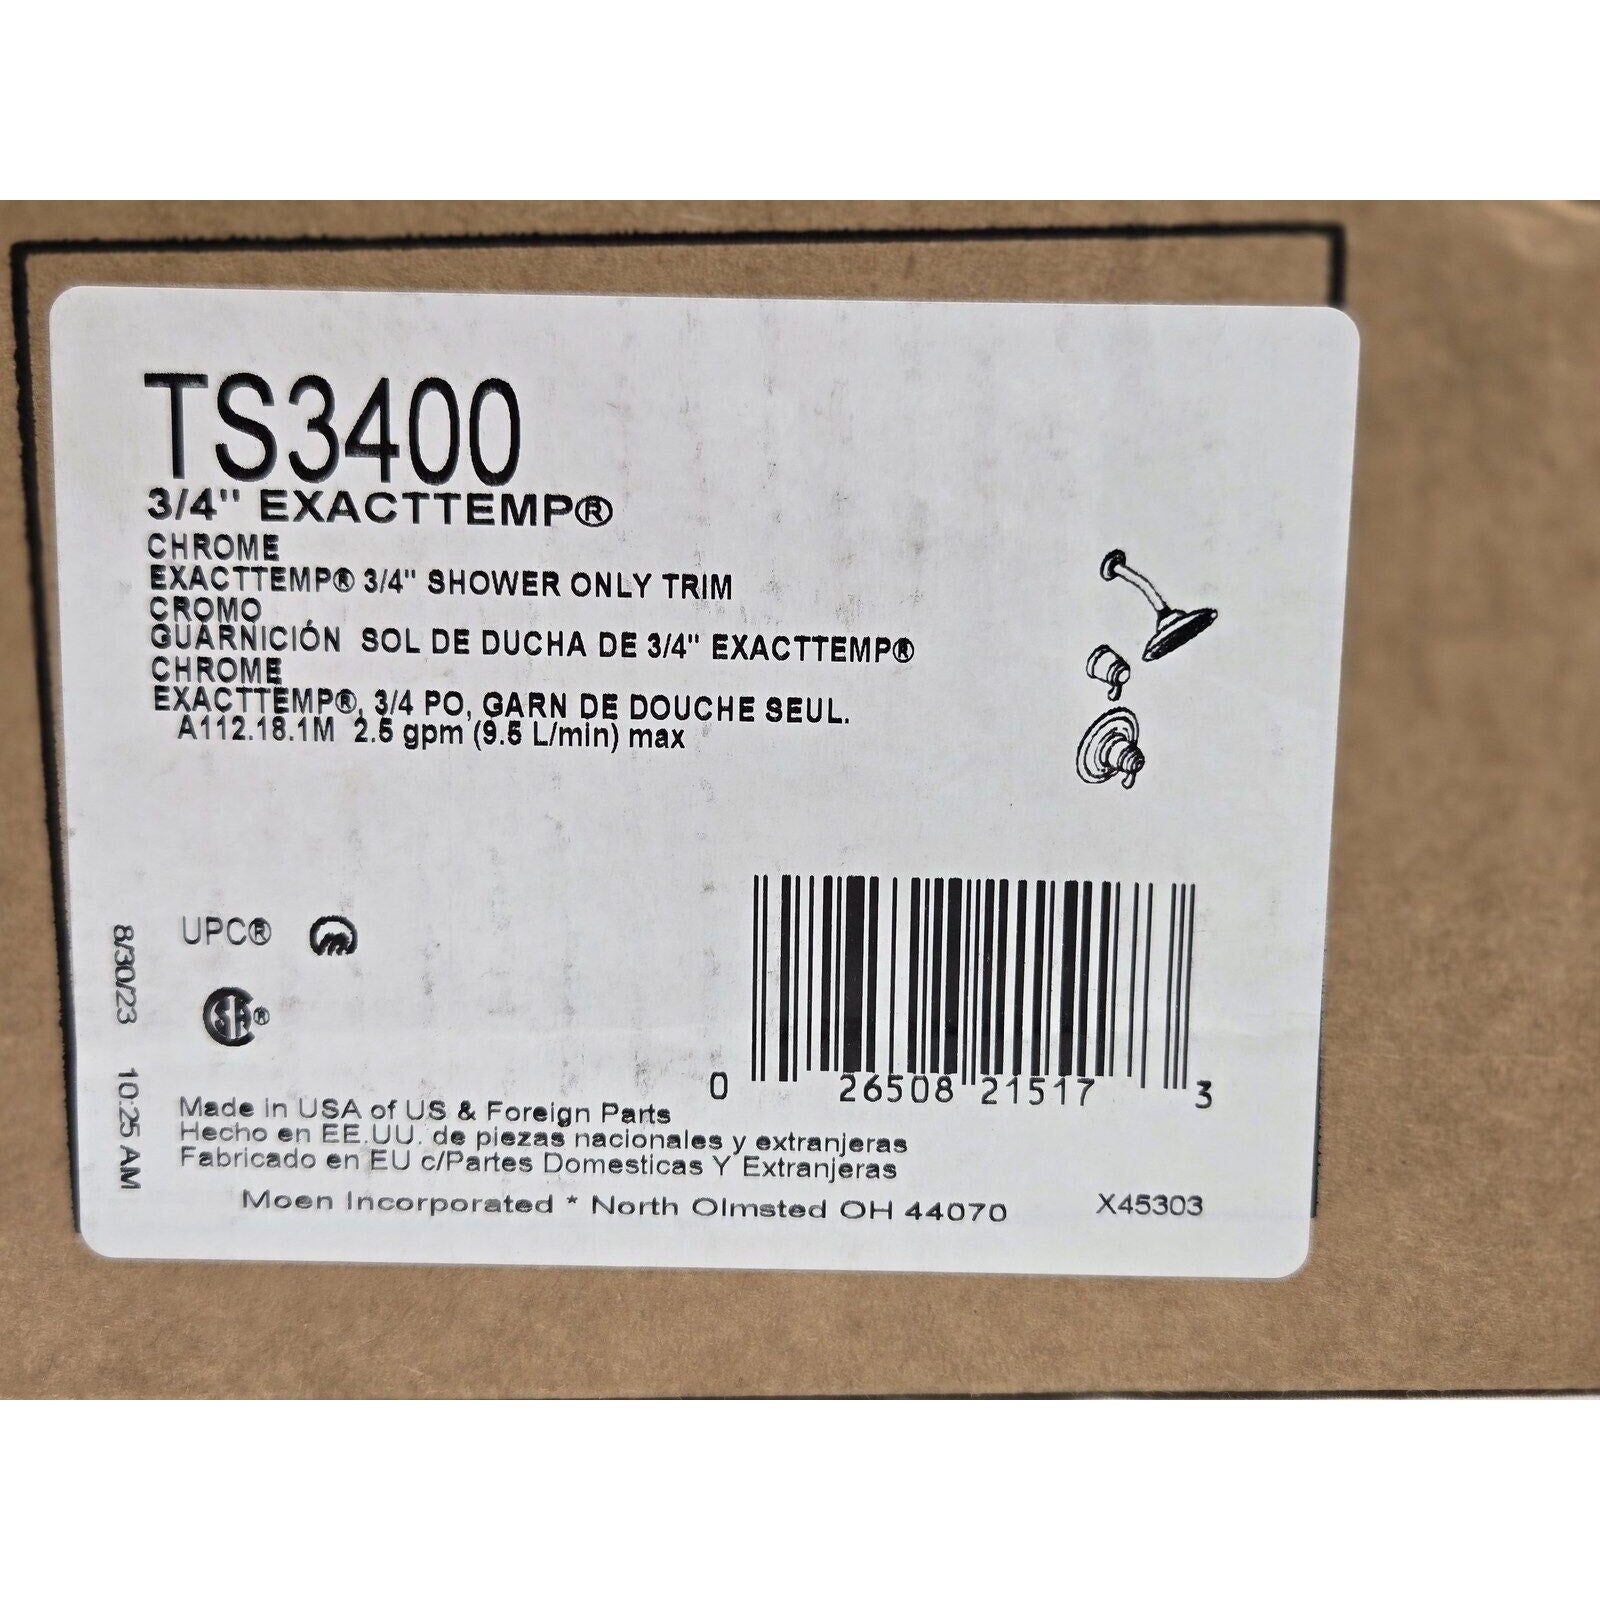 TS3400
3/4" EXACTTEMP®
CHROME
EXACTTEMP® 3/4" SHOWER ONLY TRIM
CROMO
GUARNICIÓN SOL DE DUCHA DE 3/4" EXACTTEMP®
CHROME
EXACTTEMP®, 3/4 PO, GARN DE DOUCHE SEUL.
A112.18.1M 2.5 gpm (9.5 L/min) max
UPC®
SA®
8/30/23 10:25 AM
0 26508 21517 3
Made in USA of US & Foreign Parts
Hecho en EE.UU. de piezas nacionales y extranjeras
Fabricado en EU c/Partes Domesticas Y Extranjeras
Moen Incorporated * North Olmsted OH 44070 X45303